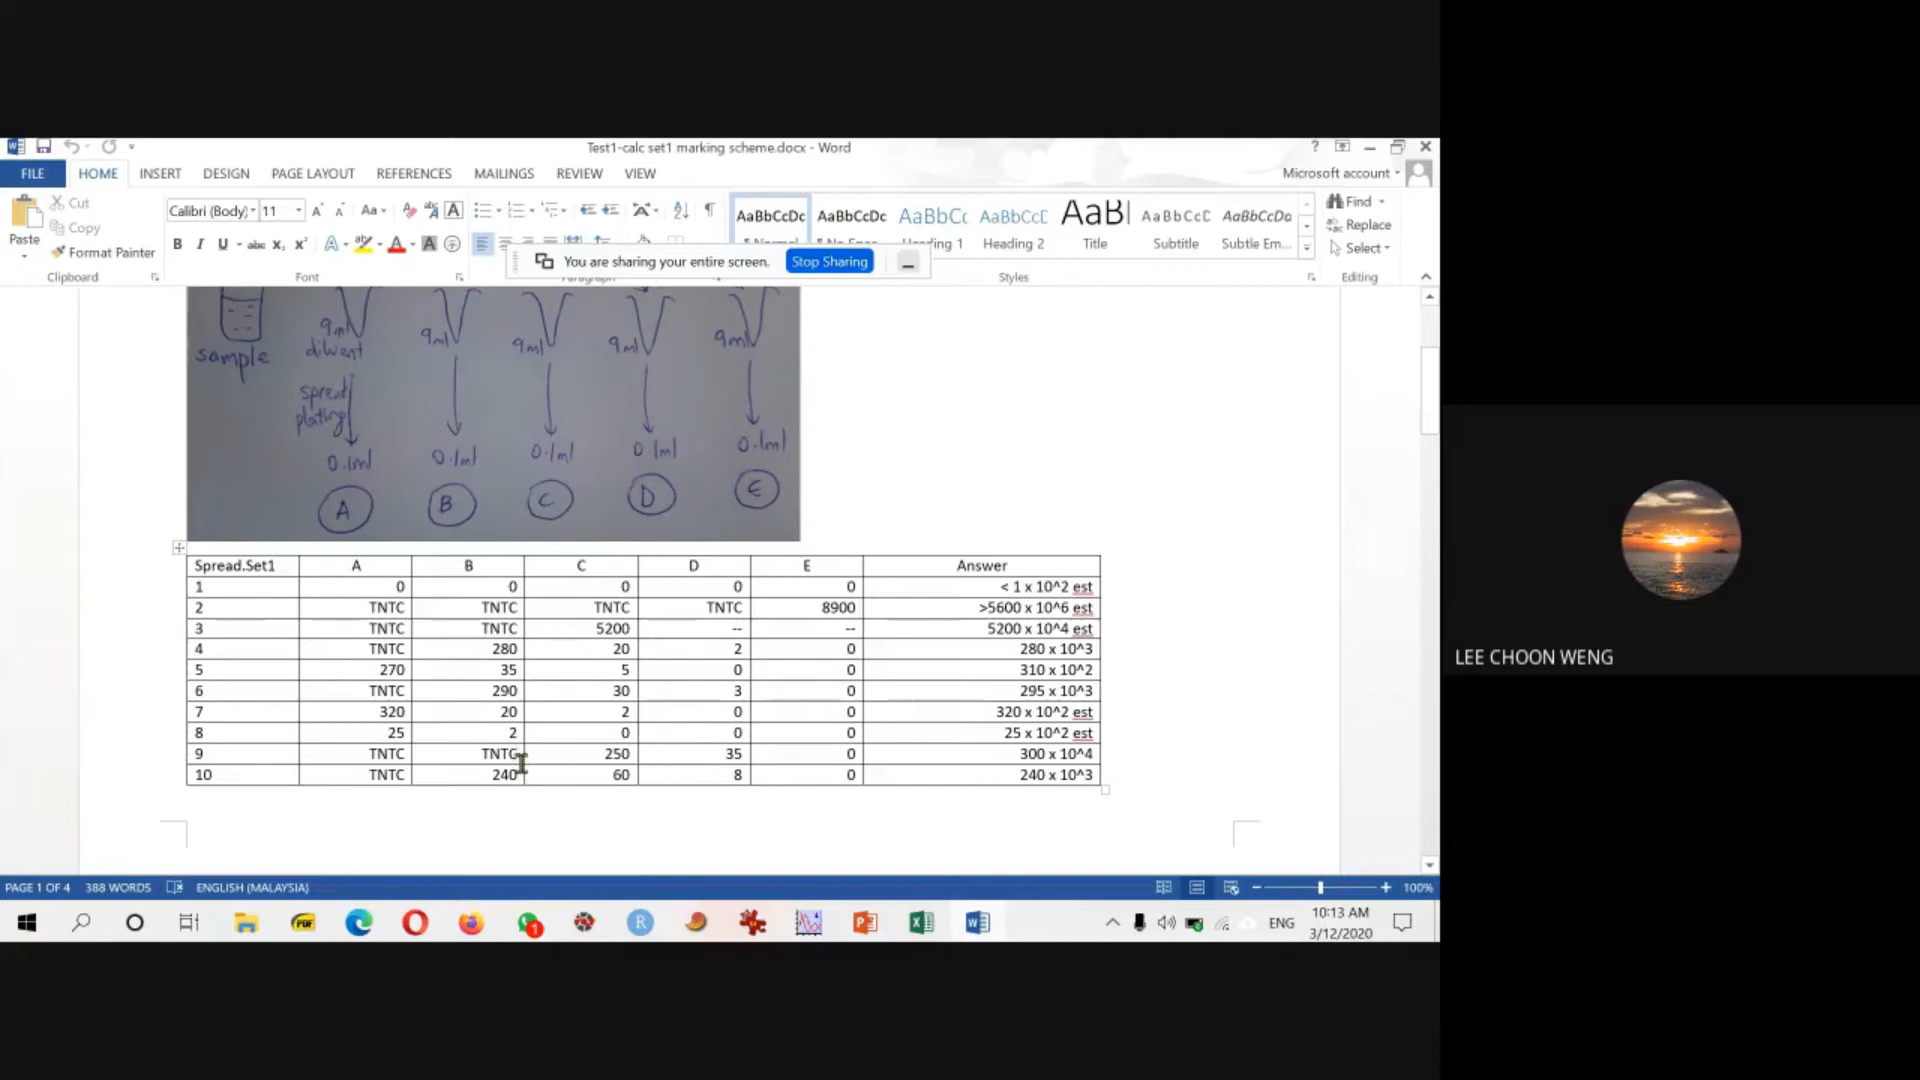 Test1-calc set1 marking scheme.docx - Word
FILE HOME INSERT DESIGN PAGE LAYOUT REFERENCES MAILINGS REVIEW VIEW
Microsoft account
Cut
Copy
Format Painter
Paste
Clipboard
Calibri (Body) 11
Font
AaBbCcDc AaBbCcDc AaBbCc AaBbCcD AaBl AaBbCcD AaBbCcDc
Heading 1 Heading 2 Title Subtitle Subtle Em...
Styles
Find
Replace
Select
Editing
You are sharing your entire screen. Stop Sharing
sample
9ml diluent
9ml 9ml 9ml 9ml
spread plating
0.1ml 0.1ml 0.1ml 0.1ml 0.1ml
A B C D E
Spread.Set1 A B C D E Answer
1 0 0 0 0 0 < 1 x 10^2 est
2 TNTC TNTC TNTC TNTC 8900 >5600 x 10^6 est
3 TNTC TNTC 5200 -- -- 5200 x 10^4 est
4 TNTC 280 20 2 0 280 x 10^3
5 270 35 5 0 0 310 x 10^2
6 TNTC 290 30 3 0 295 x 10^3
7 320 20 2 0 0 320 x 10^2 est
8 25 2 0 0 0 25 x 10^2 est
9 TNTC TNTC 250 35 0 300 x 10^4
10 TNTC 240 60 8 0 240 x 10^3
PAGE 1 OF 4 388 WORDS ENGLISH (MALAYSIA) 100%
ENG
10:13 AM
3/12/2020
LEE CHOON WENG